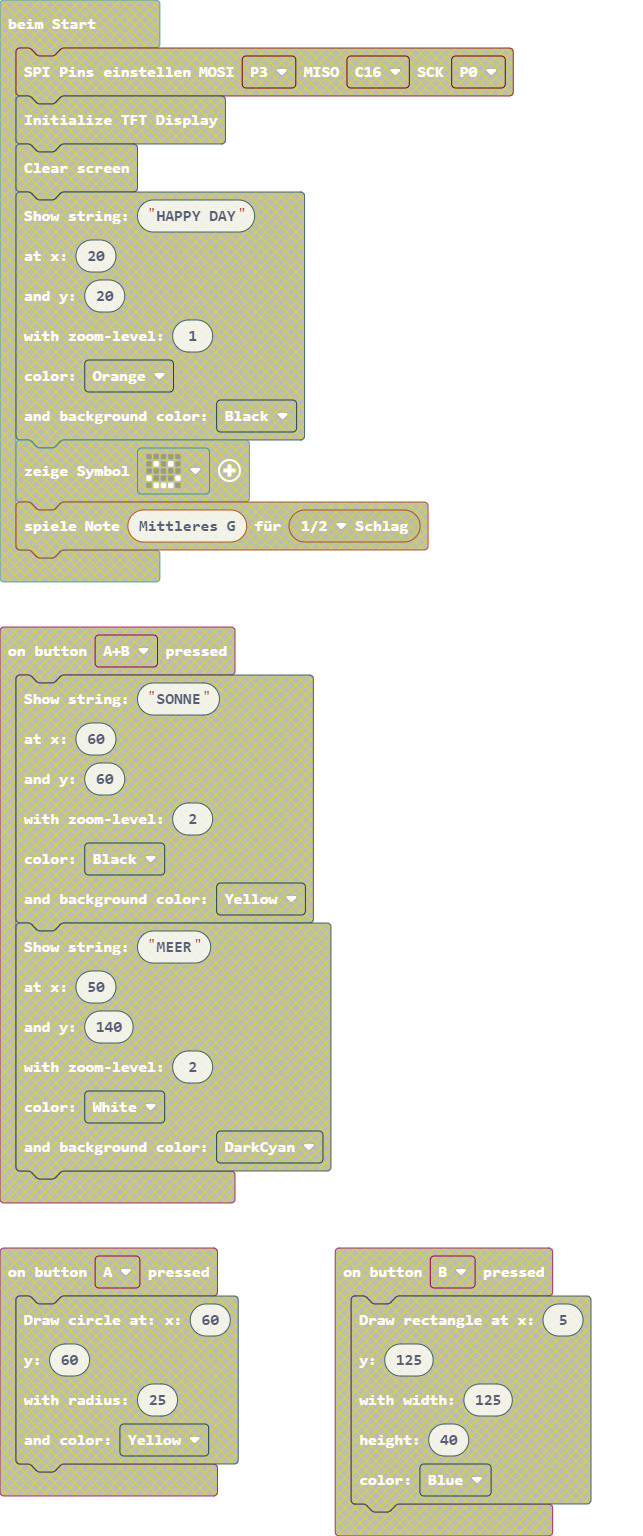 beim Start
SPI Pins einstellen MOSI P3 MISO C16 SCK P0
Initialize TFT Display
Clear screen
Show string: "HAPPY DAY"
at x: 20
and y: 20
with zoom-level: 1
color: Orange
and background color: Black
zeige Symbol
spiele Note Mittleres G für 1/2 Schlag
on button A+B pressed
Show string: "SONNE"
at x: 60
and y: 60
with zoom-level: 2
color: Black
and background color: Yellow
Show string: "MEER"
at x: 50
and y: 140
with zoom-level: 2
color: White
and background color: DarkCyan
on button A pressed
Draw circle at: x: 60
y: 60
with radius: 25
and color: Yellow
on button B pressed
Draw rectangle at x: 5
y: 125
with width: 125
height: 40
color: Blue